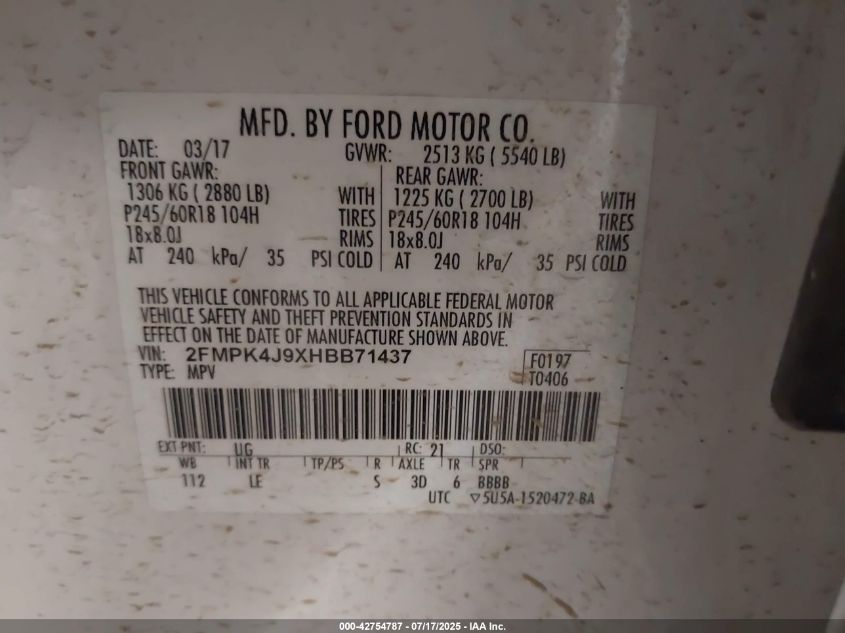 MFD. BY FORD MOTOR CO.
DATE: 03/17 GVWR: 2513 KG ( 5540 LB)
FRONT GAWR: REAR GAWR:
1306 KG ( 2880 LB) WITH 1225 KG ( 2700 LB) WITH
P245/60R18 104H TIRES P245/60R18 104H TIRES
18x8.0J RIMS 18x8.0J RIMS
AT 240 kPa/ 35 PSI COLD AT 240 kPa/ 35 PSI COLD
THIS VEHICLE CONFORMS TO ALL APPLICABLE FEDERAL MOTOR
VEHICLE SAFETY AND THEFT PREVENTION STANDARDS IN
EFFECT ON THE DATE OF MANUFACTURE SHOWN ABOVE.
VIN: 2FMPK4J9XHBB71437 F0197
TYPE: MPV T0406
EXT PNT: UG RC: 21 DSO:
WB INT TR TP/PS R AXLE TR SPR
112 LE S 3D 6 BBBB
UTC ▽5U5A-1520472-BA
000-42754787 - 07/17/2025 - IAA Inc.